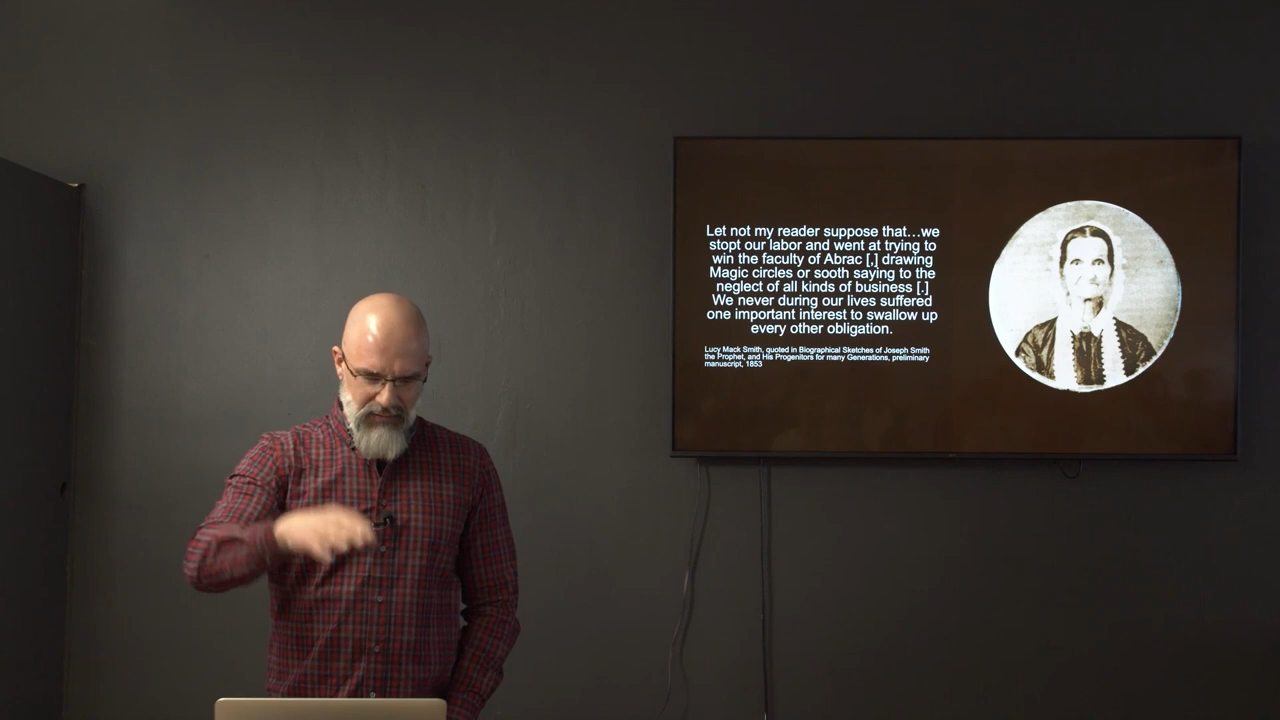 Let not my reader suppose that…we
stopt our labor and went at trying to
win the faculty of Abrac [,] drawing
Magic circles or sooth saying to the
neglect of all kinds of business [.]
We never during our lives suffered
one important interest to swallow up
every other obligation.
Lucy Mack Smith, quoted in Biographical Sketches of Joseph Smith
the Prophet, and His Progenitors for many Generations, preliminary
manuscript, 1853